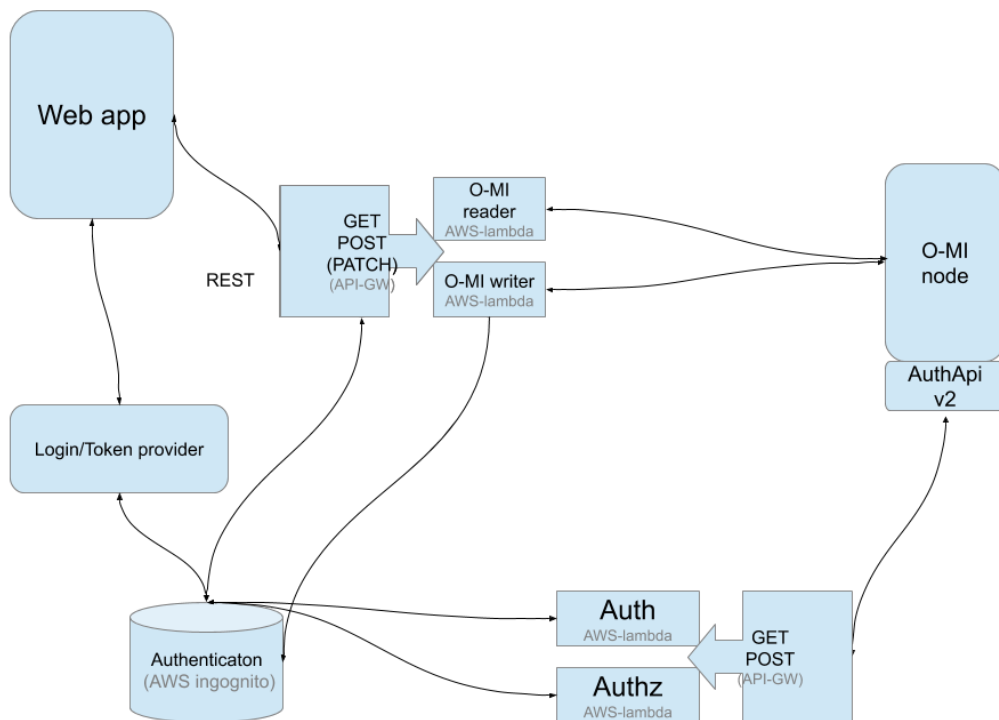 Web app
REST
GET
POST
(PATCH)
(API-GW)
O-MI
reader
AWS-lambda
O-MI writer
AWS-lambda
O-MI
node
AuthApi
v2
Login/Token provider
Authenticaton
(AWS ingognito)
Auth
AWS-lambda
Authz
AWS-lambda
GET
POST
(API-GW)